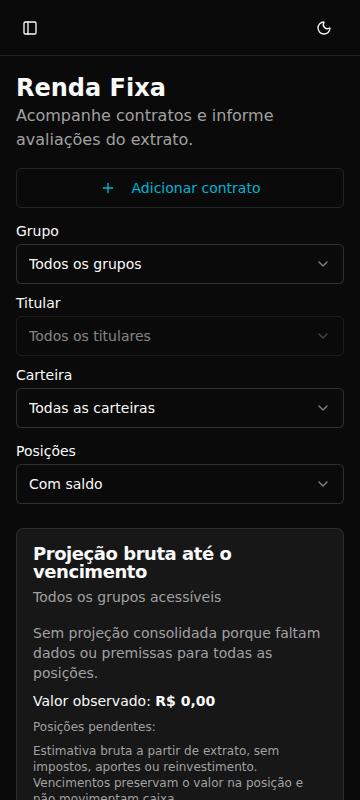 Renda Fixa
Acompanhe contratos e informe
avaliações do extrato.
+ Adicionar contrato
Grupo
Todos os grupos
Titular
Todos os titulares
Carteira
Todas as carteiras
Posições
Com saldo
Projeção bruta até o
vencimento
Todos os grupos acessíveis
Sem projeção consolidada porque faltam
dados ou premissas para todas as
posições.
Valor observado: R$ 0,00
Posições pendentes:
Estimativa bruta a partir de extrato, sem
impostos, aportes ou reinvestimento.
Vencimentos preservam o valor na posição e
não movimentam caixa